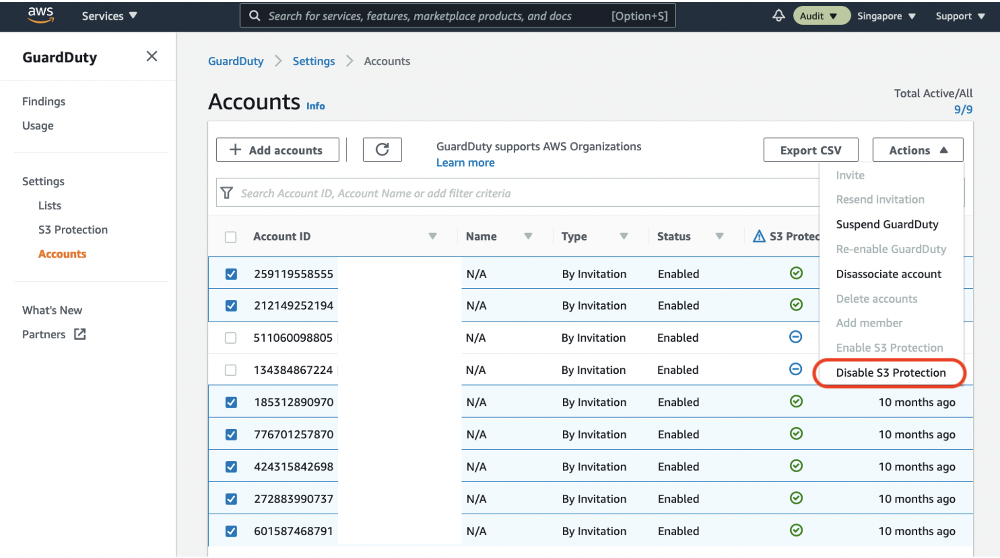 aws Services Search for services, features, marketplace products, and docs [Option+S] Audit Singapore Support
GuardDuty
Findings
Usage
Settings
Lists
S3 Protection
Accounts
What's New
Partners
GuardDuty Settings Accounts
Accounts Info
Total Active/All
9/9
Add accounts
GuardDuty supports AWS Organizations
Learn more
Export CSV
Actions
Invite
Resend invitation
Suspend GuardDuty
Re-enable GuardDuty
Disassociate account
Delete accounts
Add member
Enable S3 Protection
Disable S3 Protection
Search Account ID, Account Name or add filter criteria
Account ID Name Type Status S3 Protec
259119558555 N/A By Invitation Enabled
212149252194 N/A By Invitation Enabled
511060098805 N/A By Invitation Enabled
134384867224 N/A By Invitation Enabled
185312890970 N/A By Invitation Enabled 10 months ago
776701257870 N/A By Invitation Enabled 10 months ago
424315842698 N/A By Invitation Enabled 10 months ago
272883990737 N/A By Invitation Enabled 10 months ago
601587468791 N/A By Invitation Enabled 10 months ago